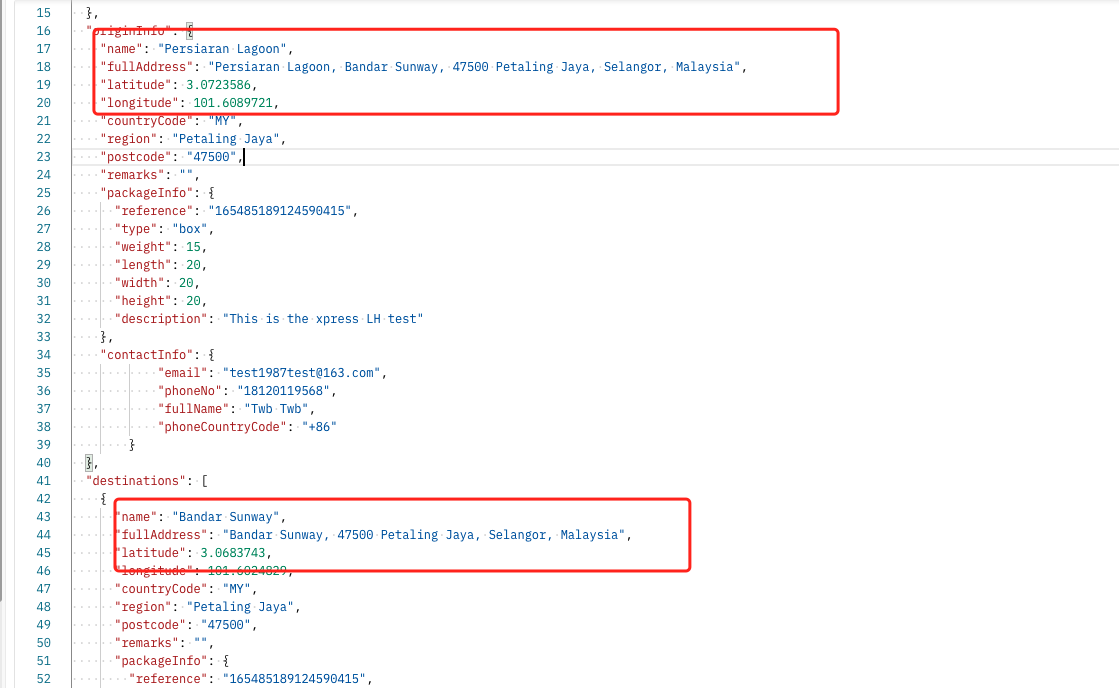 15 },
16 "originInfo": {
17 "name": "Persiaran Lagoon",
18 "fullAddress": "Persiaran Lagoon, Bandar Sunway, 47500 Petaling Jaya, Selangor, Malaysia",
19 "latitude": 3.0723586,
20 "longitude": 101.6089721,
21 "countryCode": "MY",
22 "region": "Petaling Jaya",
23 "postcode": "47500",
24 "remarks": "",
25 "packageInfo": {
26 "reference": "165485189124590415",
27 "type": "box",
28 "weight": 15,
29 "length": 20,
30 "width": 20,
31 "height": 20,
32 "description": "This is the xpress LH test"
33 },
34 "contactInfo": {
35 "email": "test1987test@163.com",
36 "phoneNo": "18120119568",
37 "fullName": "Twb Twb",
38 "phoneCountryCode": "+86"
39 }
40 },
41 "destinations": [
42 {
43 "name": "Bandar Sunway",
44 "fullAddress": "Bandar Sunway, 47500 Petaling Jaya, Selangor, Malaysia",
45 "latitude": 3.0683743,
46 "longitude": 101.6024829,
47 "countryCode": "MY",
48 "region": "Petaling Jaya",
49 "postcode": "47500",
50 "remarks": "",
51 "packageInfo": {
52 "reference": "165485189124590415",